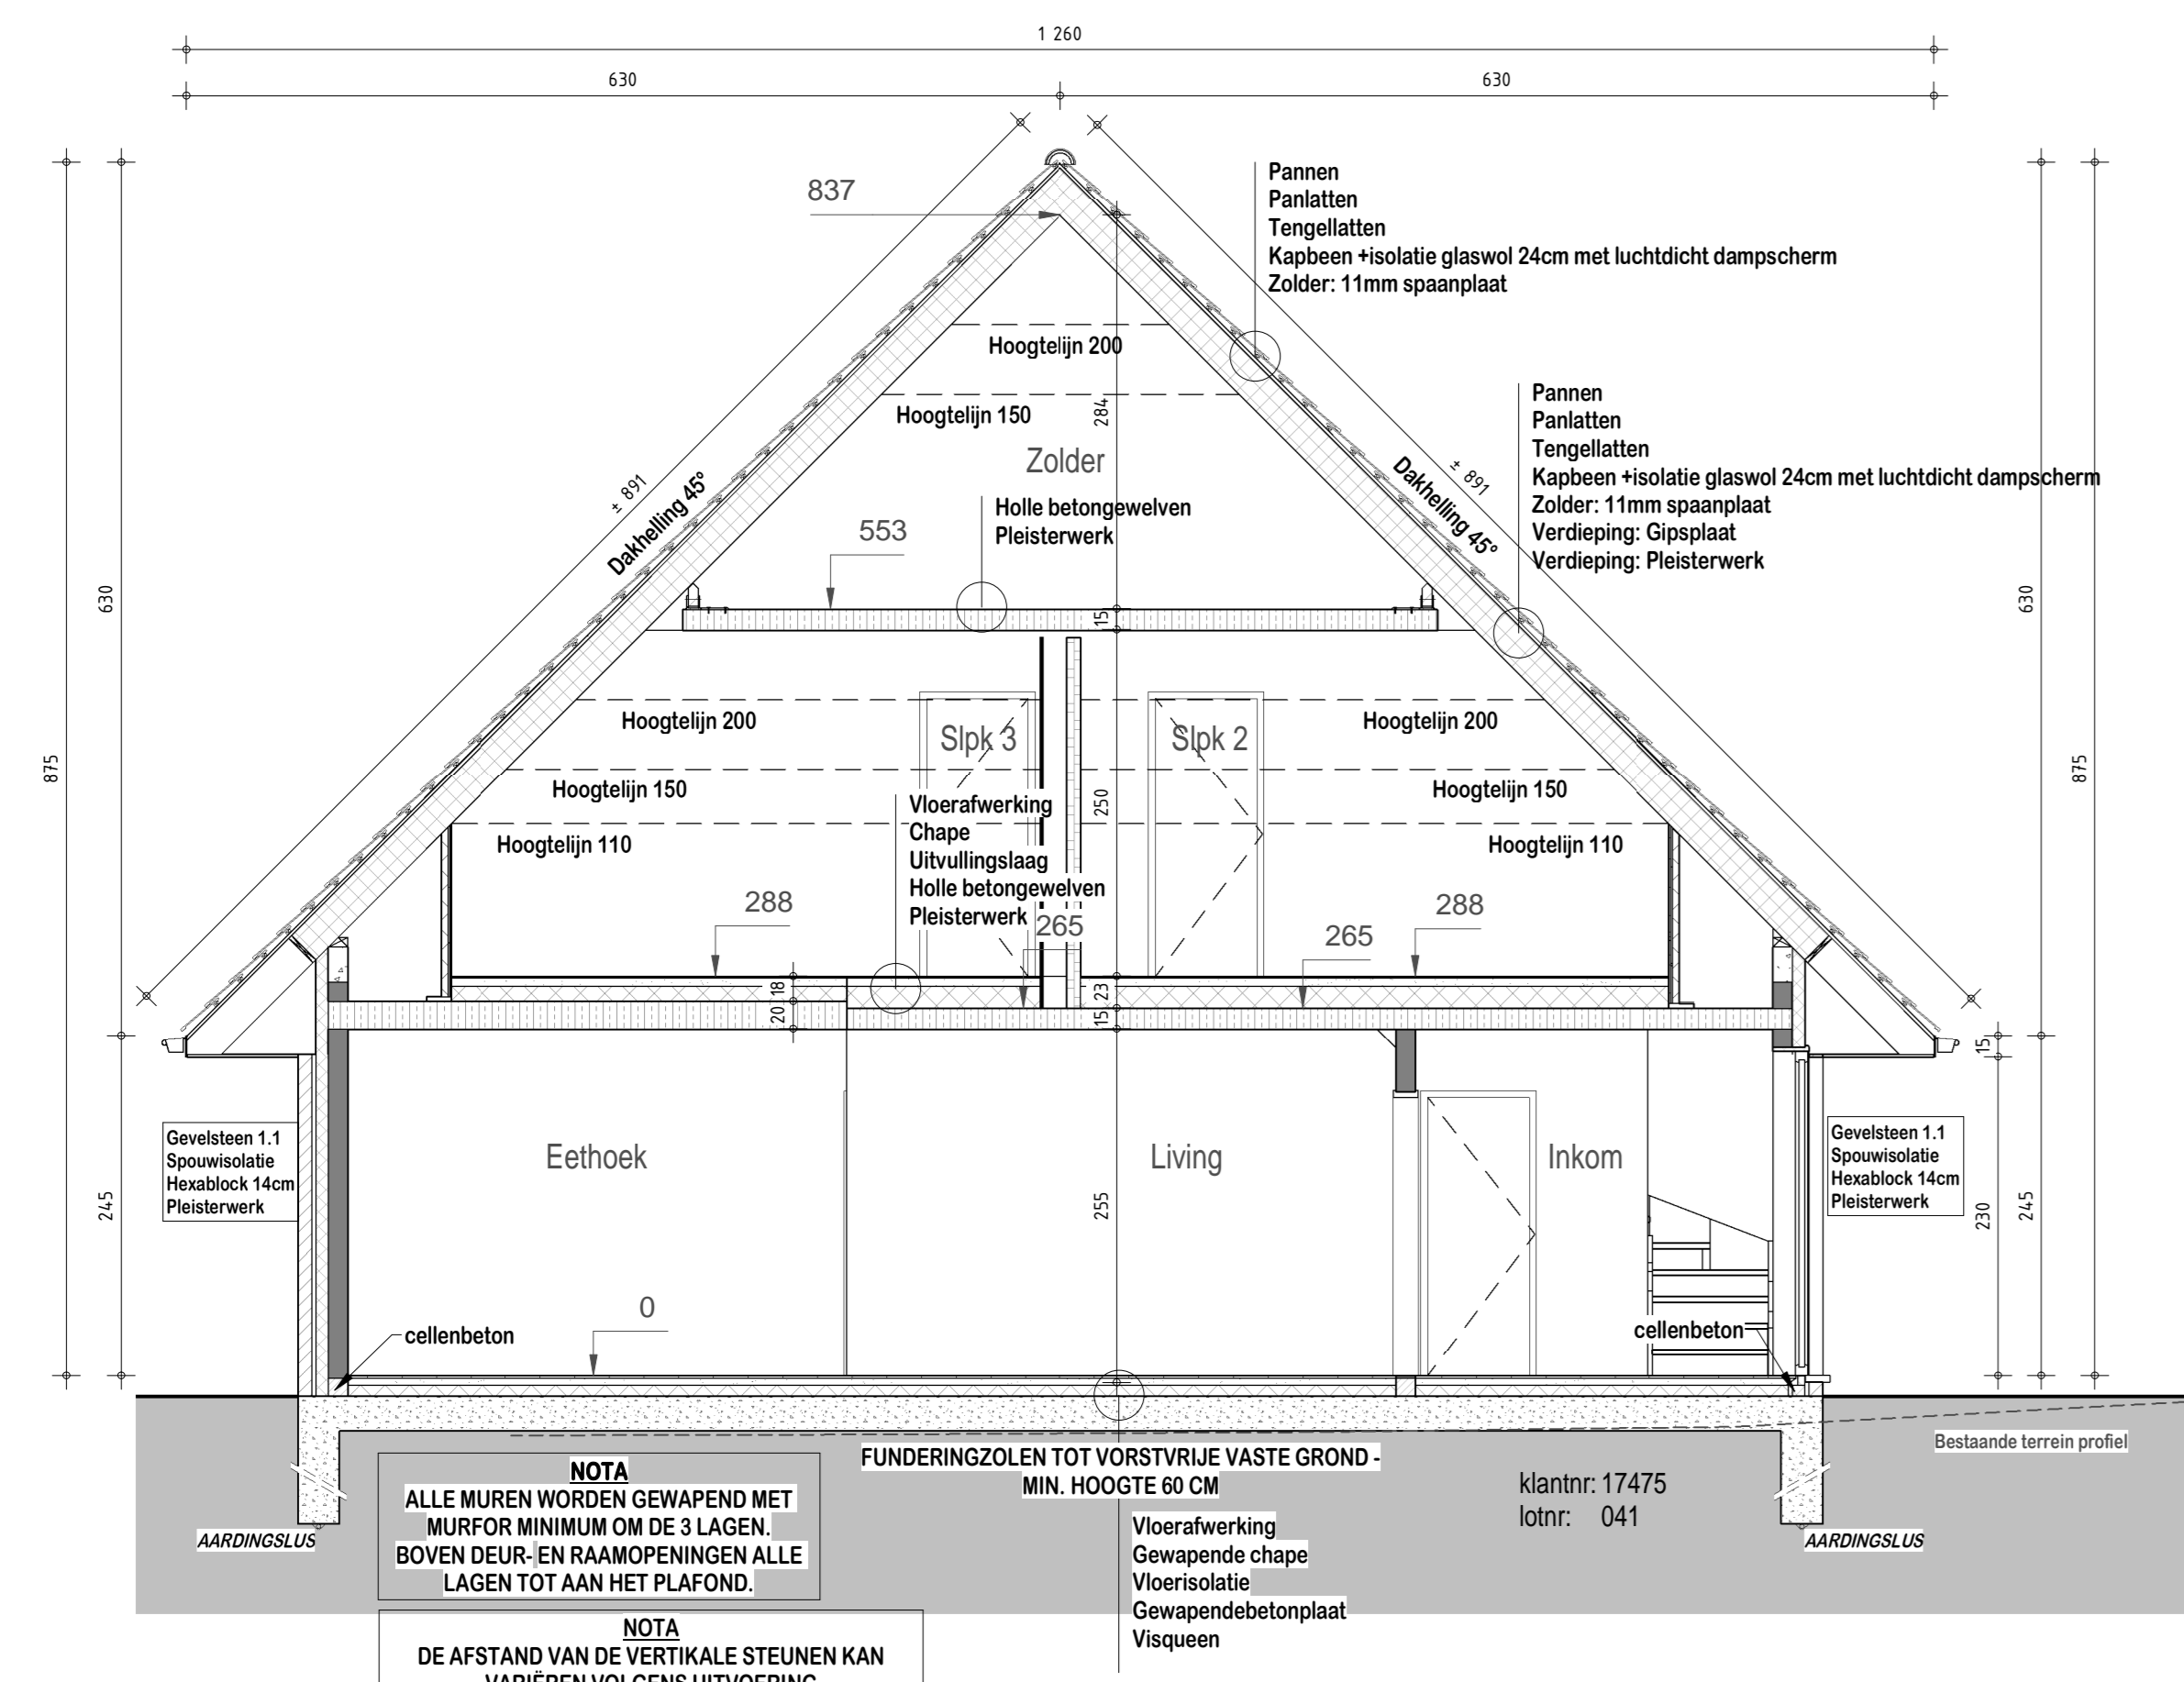 1 260
630
630
837
Pannen
Panlatten
Tengellatten
Kapbeen +isolatie glaswol 24cm met luchtdicht dampscherm
Zolder: 11mm spaanplaat
Hoogtelijn 200
Hoogtelijn 150
284
Zolder
Pannen
Panlatten
Tengellatten
Kapbeen +isolatie glaswol 24cm met luchtdicht dampscherm
Zolder: 11mm spaanplaat
Verdieping: Gipsplaat
Verdieping: Pleisterwerk
± 891
Dakhelling 45°
± 891
Dakhelling 45°
Holle betongewelven
Pleisterwerk
553
15
630
630
875
875
Hoogtelijn 200
Slpk 3
Slpk 2
Hoogtelijn 200
Hoogtelijn 150
Hoogtelijn 150
250
Hoogtelijn 110
Hoogtelijn 110
Vloerafwerking
Chape
Uitvullingslaag
Holle betongewelven
Pleisterwerk
288
265
265
288
18
20
23
15
15
Gevelsteen 1.1
Spouwisolatie
Hexablock 14cm
Pleisterwerk
Eethoek
Living
Inkom
Gevelsteen 1.1
Spouwisolatie
Hexablock 14cm
Pleisterwerk
245
255
230
245
0
cellenbeton
cellenbeton
Bestaande terrein profiel
FUNDERINGZOLEN TOT VORSTVRIJE VASTE GROND -
MIN. HOOGTE 60 CM
NOTA
ALLE MUREN WORDEN GEWAPEND MET
MURFOR MINIMUM OM DE 3 LAGEN.
BOVEN DEUR- EN RAAMOPENINGEN ALLE
LAGEN TOT AAN HET PLAFOND.
klantnr: 17475
lotnr: 041
AARDINGSLUS
AARDINGSLUS
Vloerafwerking
Gewapende chape
Vloerisolatie
Gewapendebetonplaat
Visqueen
NOTA
DE AFSTAND VAN DE VERTIKALE STEUNEN KAN
VARIËREN VOLGENS UITVOERING